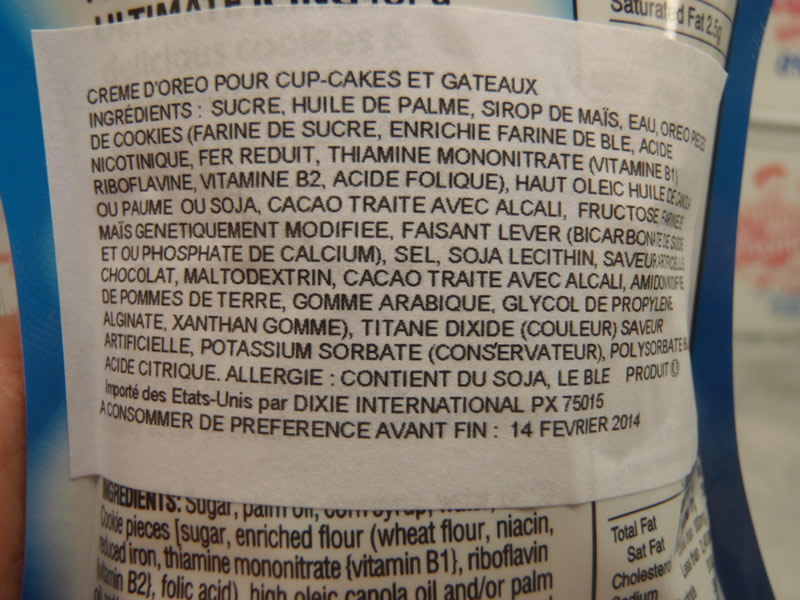 ULTIMATE ICING for a
delicious cookies &
Saturated Fat 2.5g
CREME D'OREO POUR CUP-CAKES ET GATEAUX
INGRÉDIENTS : SUCRE, HUILE DE PALME, SIROP DE MAÏS, EAU, OREO
DE COOKIES (FARINE DE SUCRE, ENRICHIE FARINE DE BLE, ACIDE
NICOTINIQUE, FER REDUIT, THIAMINE MONONITRATE (VITAMINE B1)
RIBOFLAVINE, VITAMINE B2, ACIDE FOLIQUE), HAUT OLEIC HUILE DE
OU PAUME OU SOJA, CACAO TRAITE AVEC ALCALI, FRUCTOSE
MAÏS GENETIQUEMENT MODIFIEE, FAISANT LEVER (BICARBONATE DE
ET OU PHOSPHATE DE CALCIUM), SEL, SOJA LECITHIN, SAVEUR
CHOCOLAT, MALTODEXTRIN, CACAO TRAITE AVEC ALCALI,
DE POMMES DE TERRE, GOMME ARABIQUE, GLYCOL DE PROPYLENE
ALGINATE, XANTHAN GOMME), TITANE DIXIDE (COULEUR) SAVEUR
ARTIFICIELLE, POTASSIUM SORBATE (CONSERVATEUR), POLYSORBATE
ACIDE CITRIQUE. ALLERGIE : CONTIENT DU SOJA, LE BLE PRODUIT Ⓤ
Importé des Etats-Unis par DIXIE INTERNATIONAL PX 75015
A CONSOMMER DE PREFERENCE AVANT FIN : 14 FEVRIER 2014
INGREDIENTS: Sugar, palm oil, corn syrup,
Cookie pieces [sugar, enriched flour (wheat flour, niacin,
reduced iron, thiamine mononitrate {vitamin B1}, riboflavin
{vitamin B2}, folic acid), high oleic canola oil and/or palm
Total Fat
Sat Fat
Cholesterol
Sodium